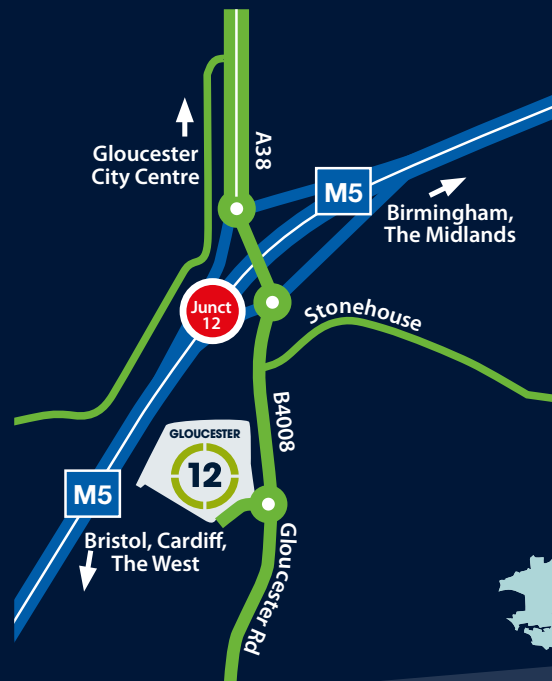 A38
Gloucester
City Centre
M5
Birmingham,
The Midlands
Junct
12
Stonehouse
B4008
GLOUCESTER
12
M5
Bristol, Cardiff,
The West
Gloucester Rd